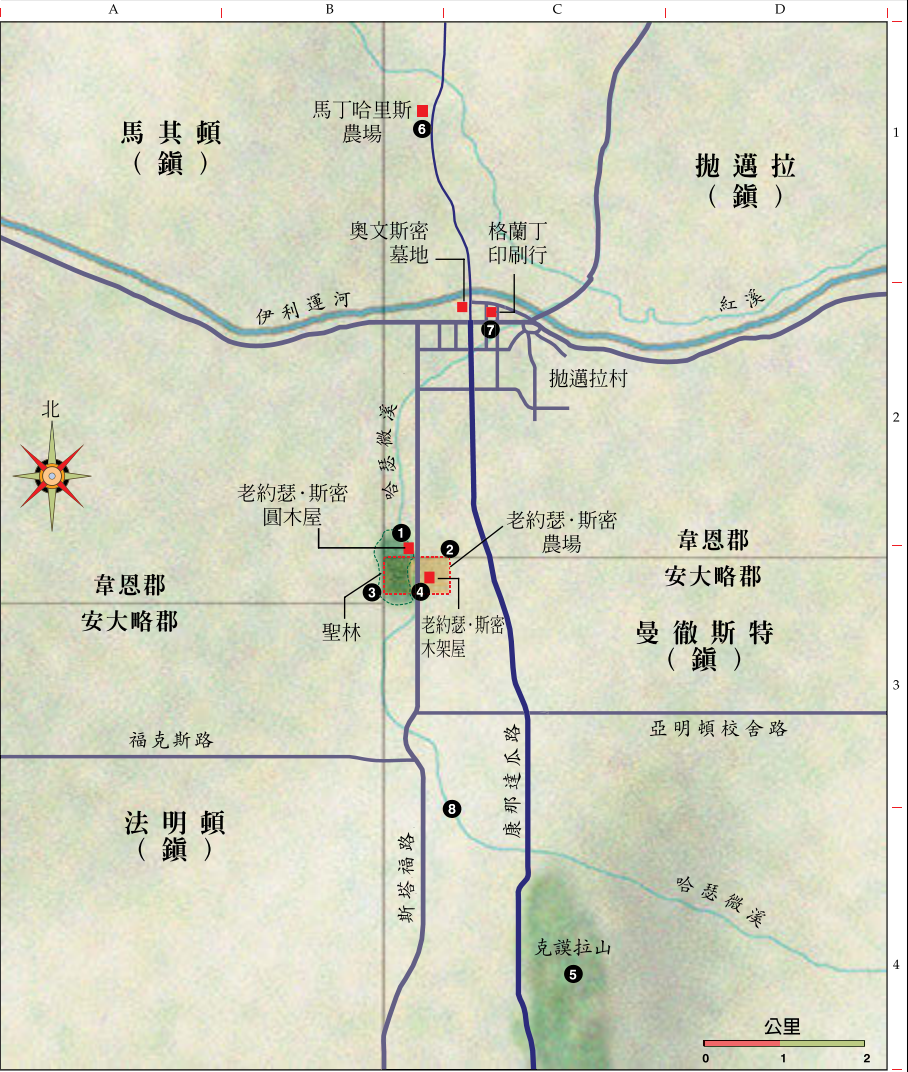 A
B
C
D
1
2
3
4
馬丁哈里斯
農場
6
馬其頓
（鎮）
拋邁拉
（鎮）
奧文斯密
墓地
格蘭丁
印刷行
伊利運河
紅溪
7
拋邁拉村
北
哈瑟微溪
老約瑟·斯密
圓木屋
1
2
老約瑟·斯密
農場
韋恩郡
安大略郡
韋恩郡
安大略郡
3
4
聖林
老約瑟·斯密
木架屋
曼徹斯特
（鎮）
福克斯路
亞明頓校舍路
康那達瓜路
8
法明頓
（鎮）
斯塔福路
哈瑟微溪
克謨拉山
5
公里
0
1
2